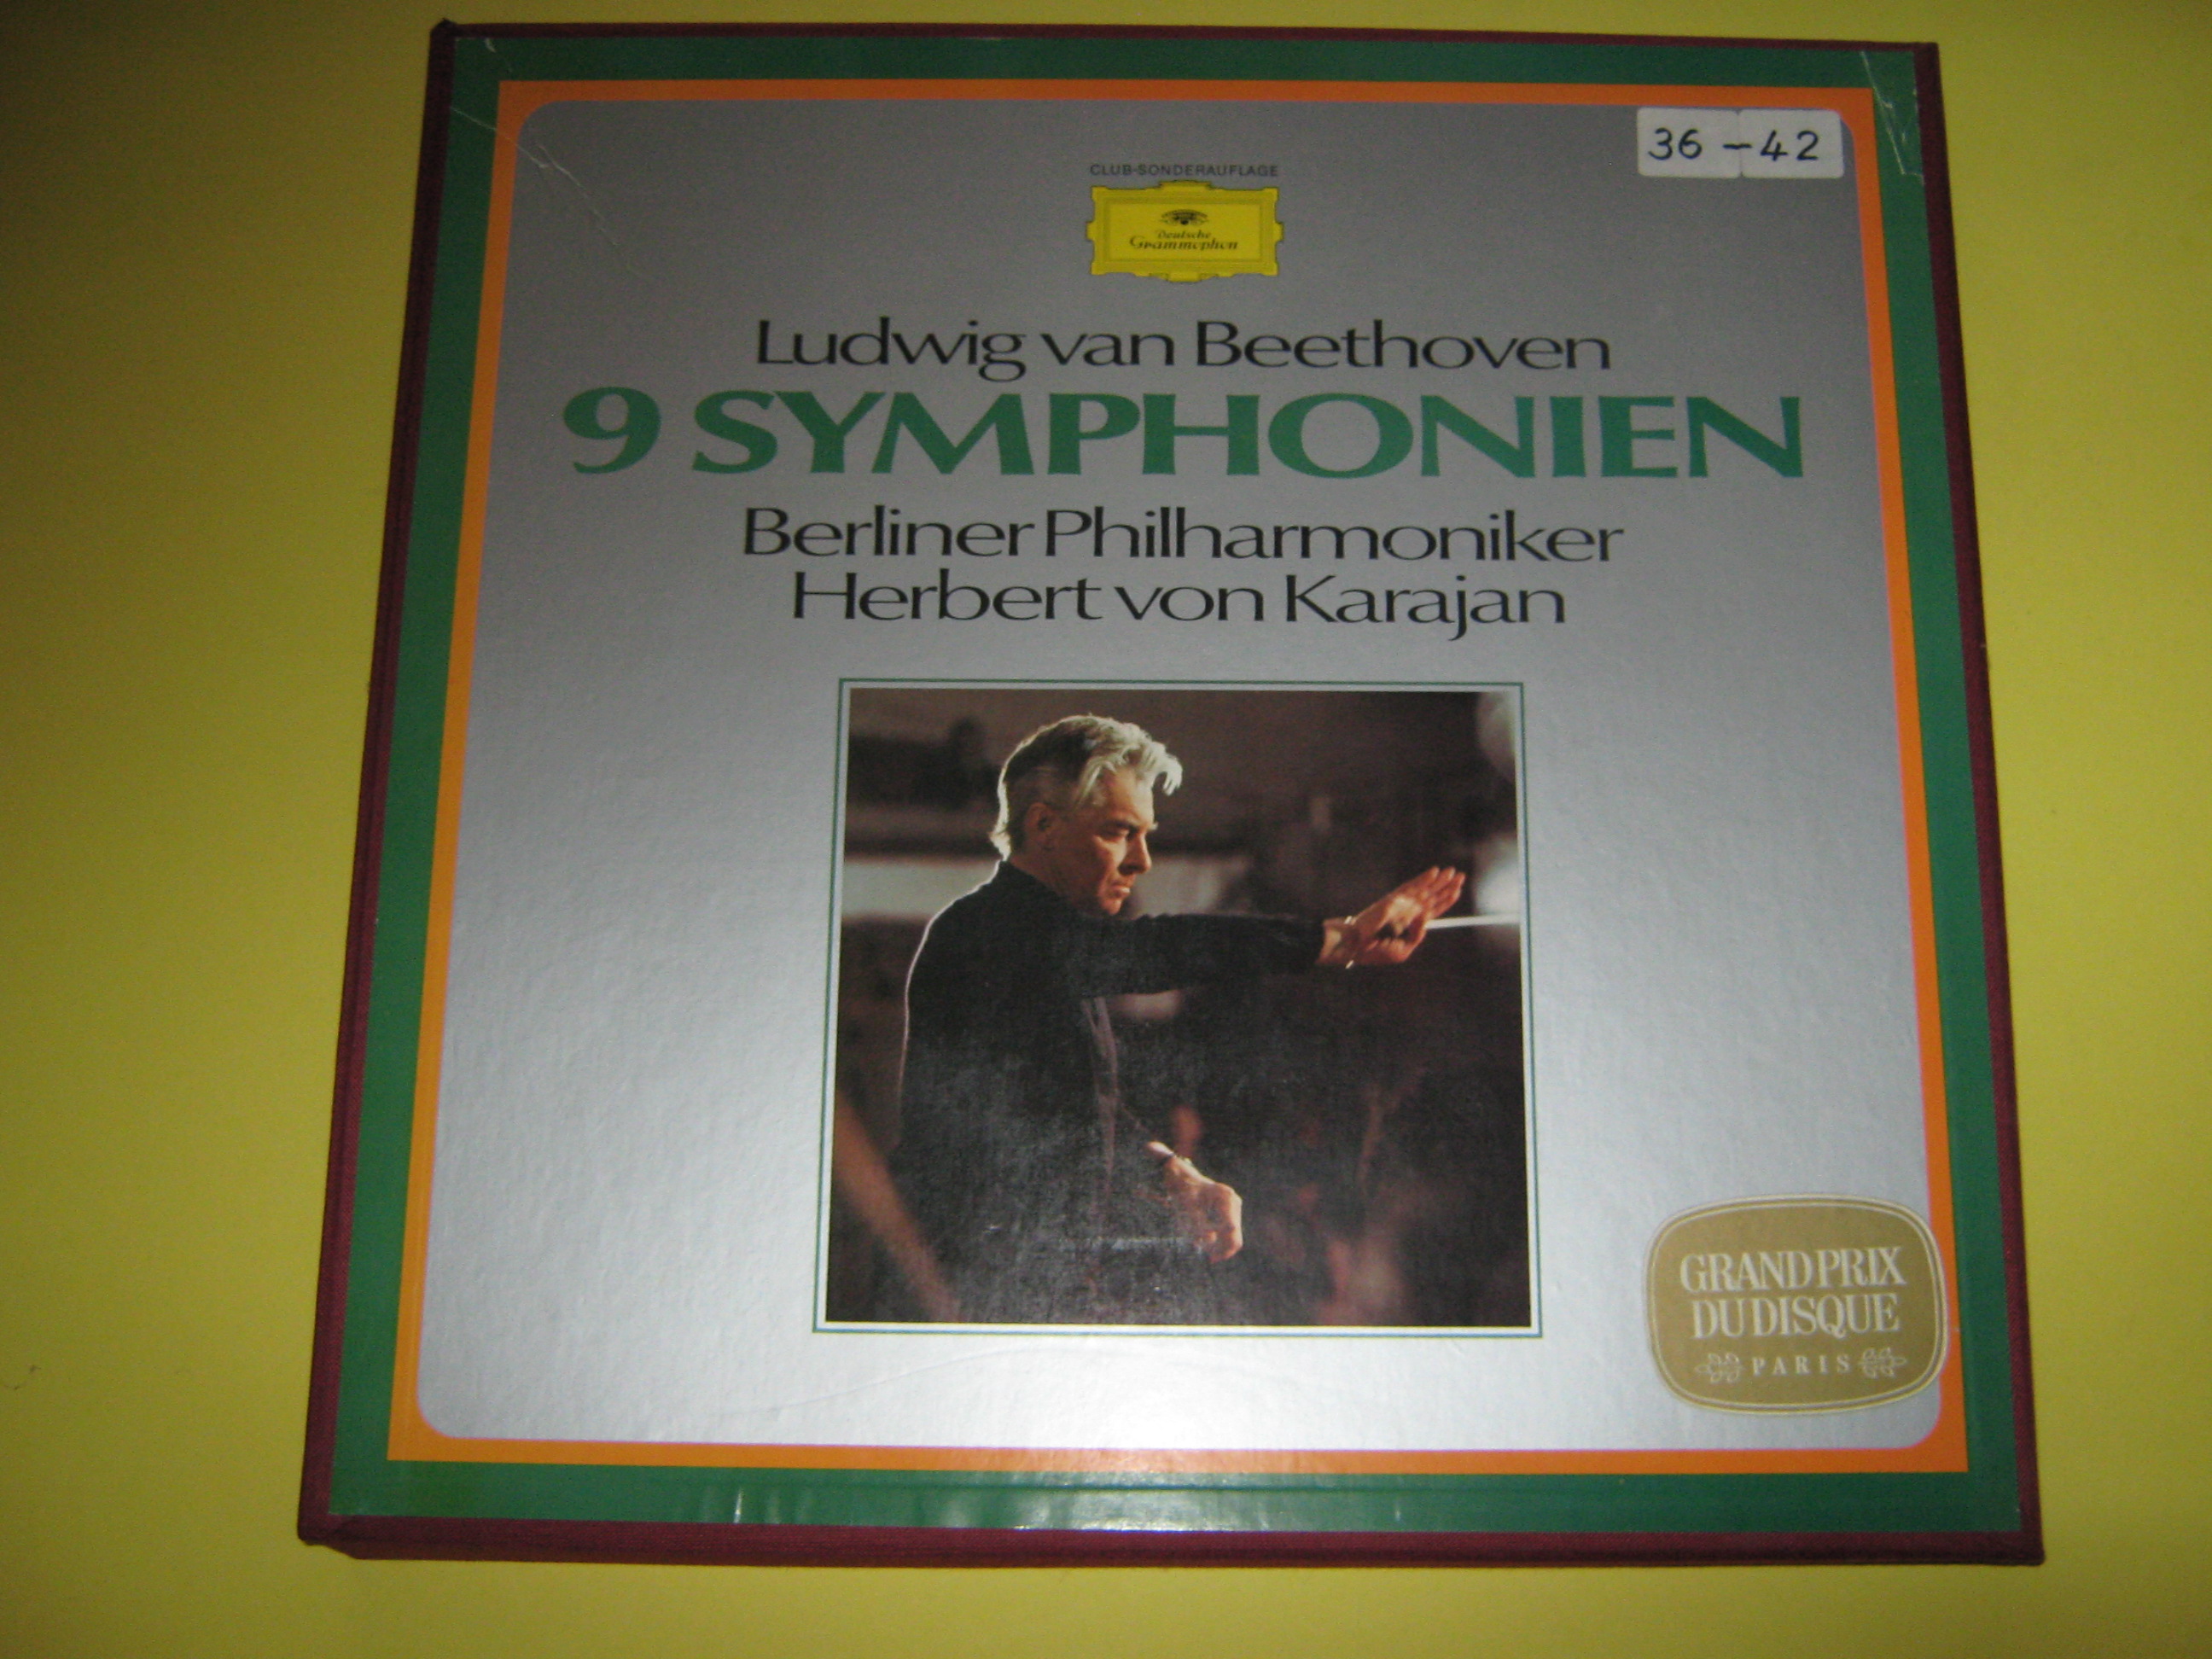 36-42
CLUB-SONDERAUFLAGE
Deutsche
Grammophon
Ludwig van Beethoven
9 SYMPHONIEN
Berliner Philharmoniker
Herbert von Karajan
GRAND PRIX
DU DISQUE
PARIS